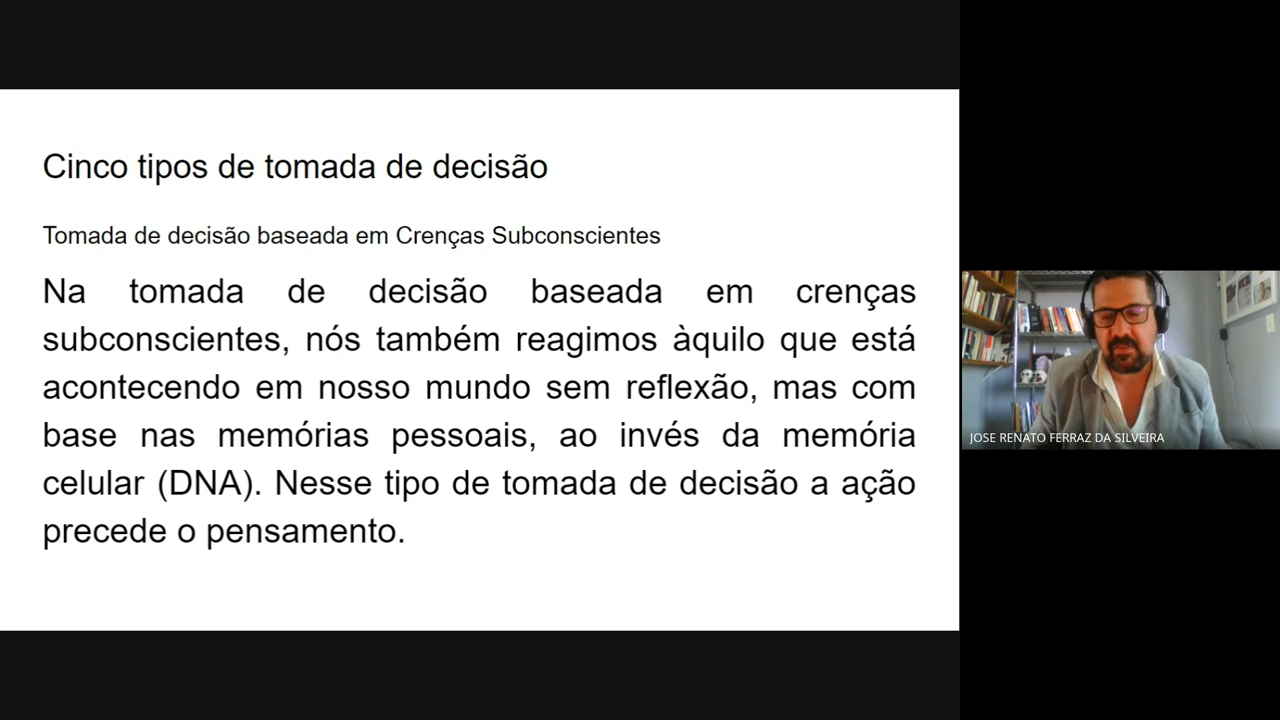 Cinco tipos de tomada de decisão
Tomada de decisão baseada em Crenças Subconscientes
Na tomada de decisão baseada em crenças
subconscientes, nós também reagimos àquilo que está
acontecendo em nosso mundo sem reflexão, mas com
base nas memórias pessoais, ao invés da memória
celular (DNA). Nesse tipo de tomada de decisão a ação
precede o pensamento.
JOSE RENATO FERRAZ DA SILVEIRA